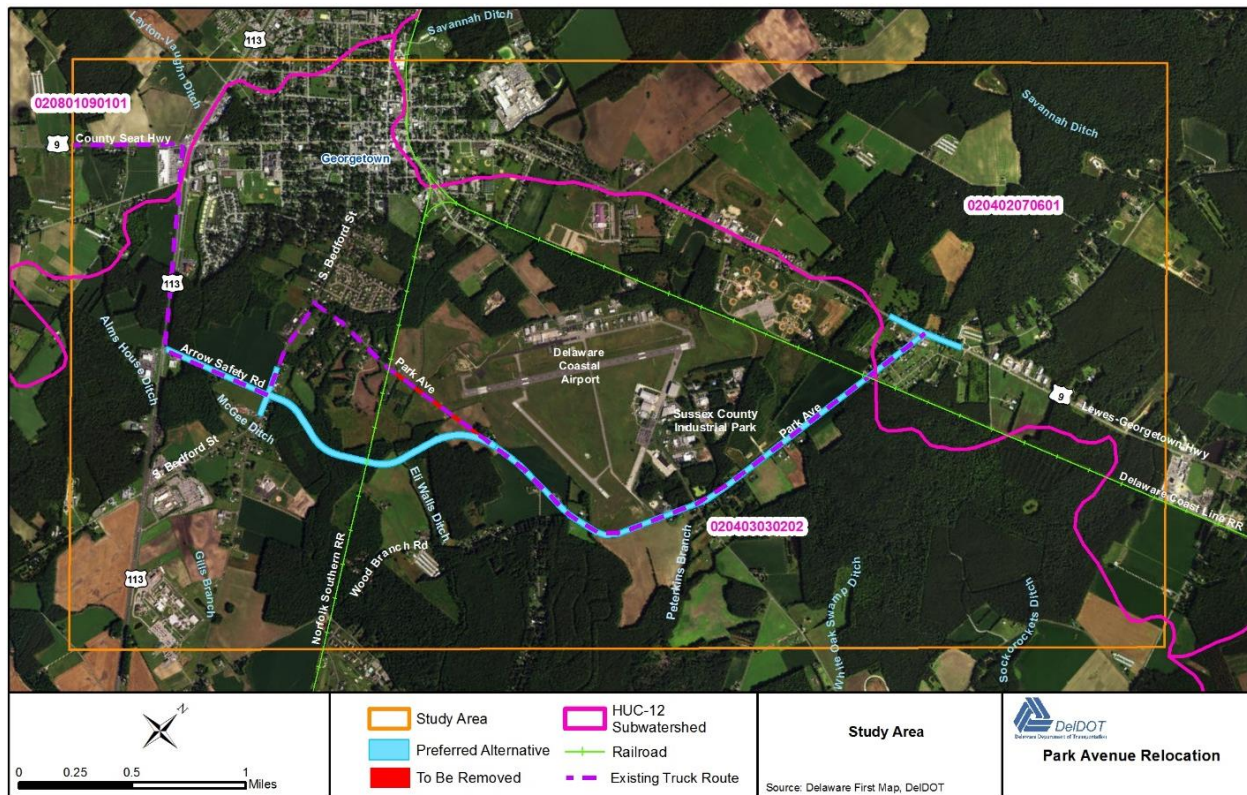 Layton-Vaughn Ditch
113
Savannah Ditch
020801090101
9
County Seat Hwy
Georgetown
Savannah Ditch
020402070601
S. Bedford St
113
Alms House Ditch
Arrow Safety Rd
McGee Ditch
S. Bedford St
Park Ave
Delaware
Coastal
Airport
Sussex County
Industrial Park
Park Ave
9
Lewes-Georgetown Hwy
Delaware Coast Line RR
Eli Walls Ditch
Wood Branch Rd
Norfolk Southern RR
113
Gills Branch
Peterkins Branch
020403030202
White Oak Swamp Ditch
Sockorockets Ditch
N
0 0.25 0.5 1
Miles
Study Area
Preferred Alternative
To Be Removed
HUC-12
Subwatershed
Railroad
Existing Truck Route
Study Area
Source: Delaware First Map, DelDOT
DelDOT
Delaware Department of Transportation
Park Avenue Relocation